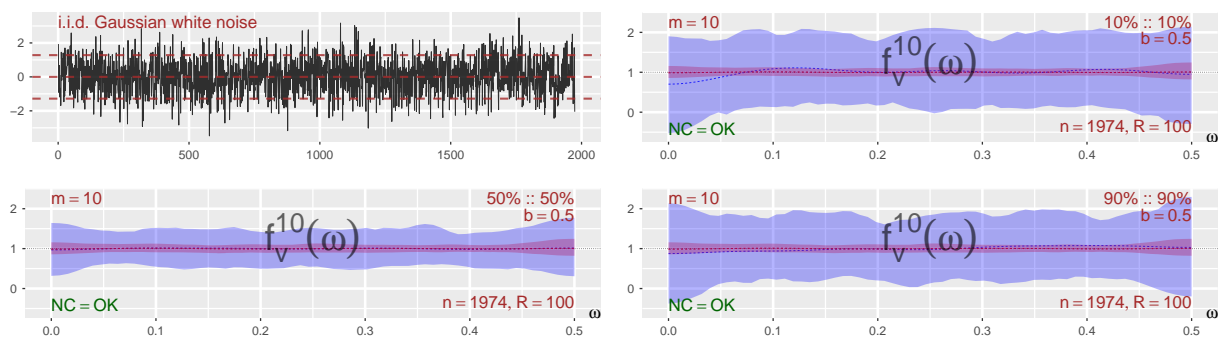 i.i.d. Gaussian white noise
2
0
−2
0
500
1000
1500
2000
m = 10
10% :: 10%
b = 0.5
f_v^10(ω)
2
1
0
NC = OK
n = 1974, R = 100
0.0
0.1
0.2
0.3
0.4
0.5
ω
m = 10
50% :: 50%
b = 0.5
f_v^10(ω)
2
1
0
NC = OK
n = 1974, R = 100
0.0
0.1
0.2
0.3
0.4
0.5
ω
m = 10
90% :: 90%
b = 0.5
f_v^10(ω)
2
1
0
NC = OK
n = 1974, R = 100
0.0
0.1
0.2
0.3
0.4
0.5
ω